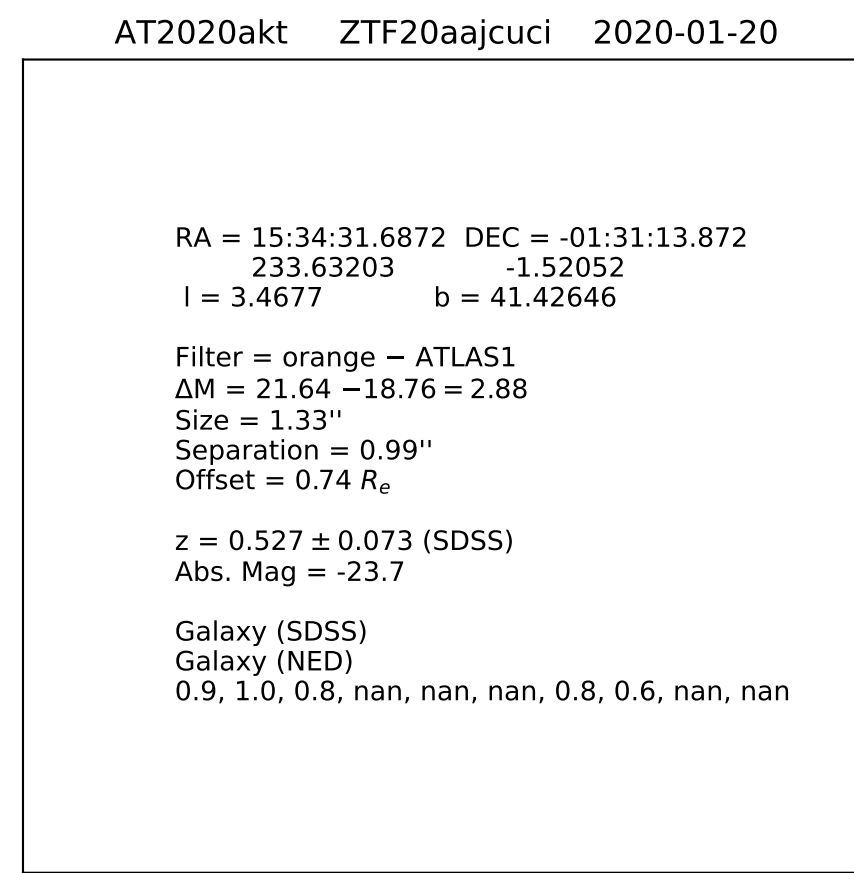 AT2020akt ZTF20aajcuci 2020-01-20
RA = 15:34:31.6872 DEC = -01:31:13.872
233.63203 -1.52052
l = 3.4677 b = 41.42646
Filter = orange − ATLAS1
ΔM = 21.64 −18.76 = 2.88
Size = 1.33''
Separation = 0.99''
Offset = 0.74 Rₑ
z = 0.527 ± 0.073 (SDSS)
Abs. Mag = -23.7
Galaxy (SDSS)
Galaxy (NED)
0.9, 1.0, 0.8, nan, nan, nan, 0.8, 0.6, nan, nan